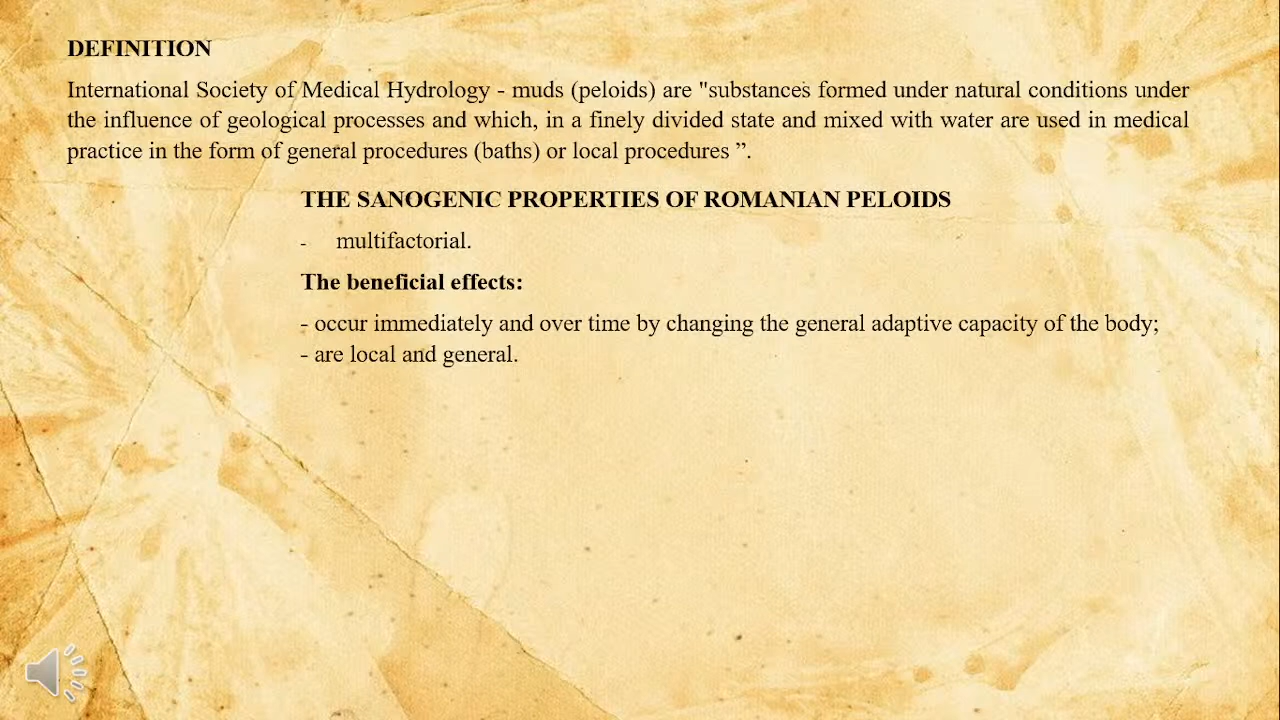 DEFINITION
International Society of Medical Hydrology - muds (peloids) are "substances formed under natural conditions under
the influence of geological processes and which, in a finely divided state and mixed with water are used in medical
practice in the form of general procedures (baths) or local procedures ”.
THE SANOGENIC PROPERTIES OF ROMANIAN PELOIDS
- multifactorial.
The beneficial effects:
- occur immediately and over time by changing the general adaptive capacity of the body;
- are local and general.